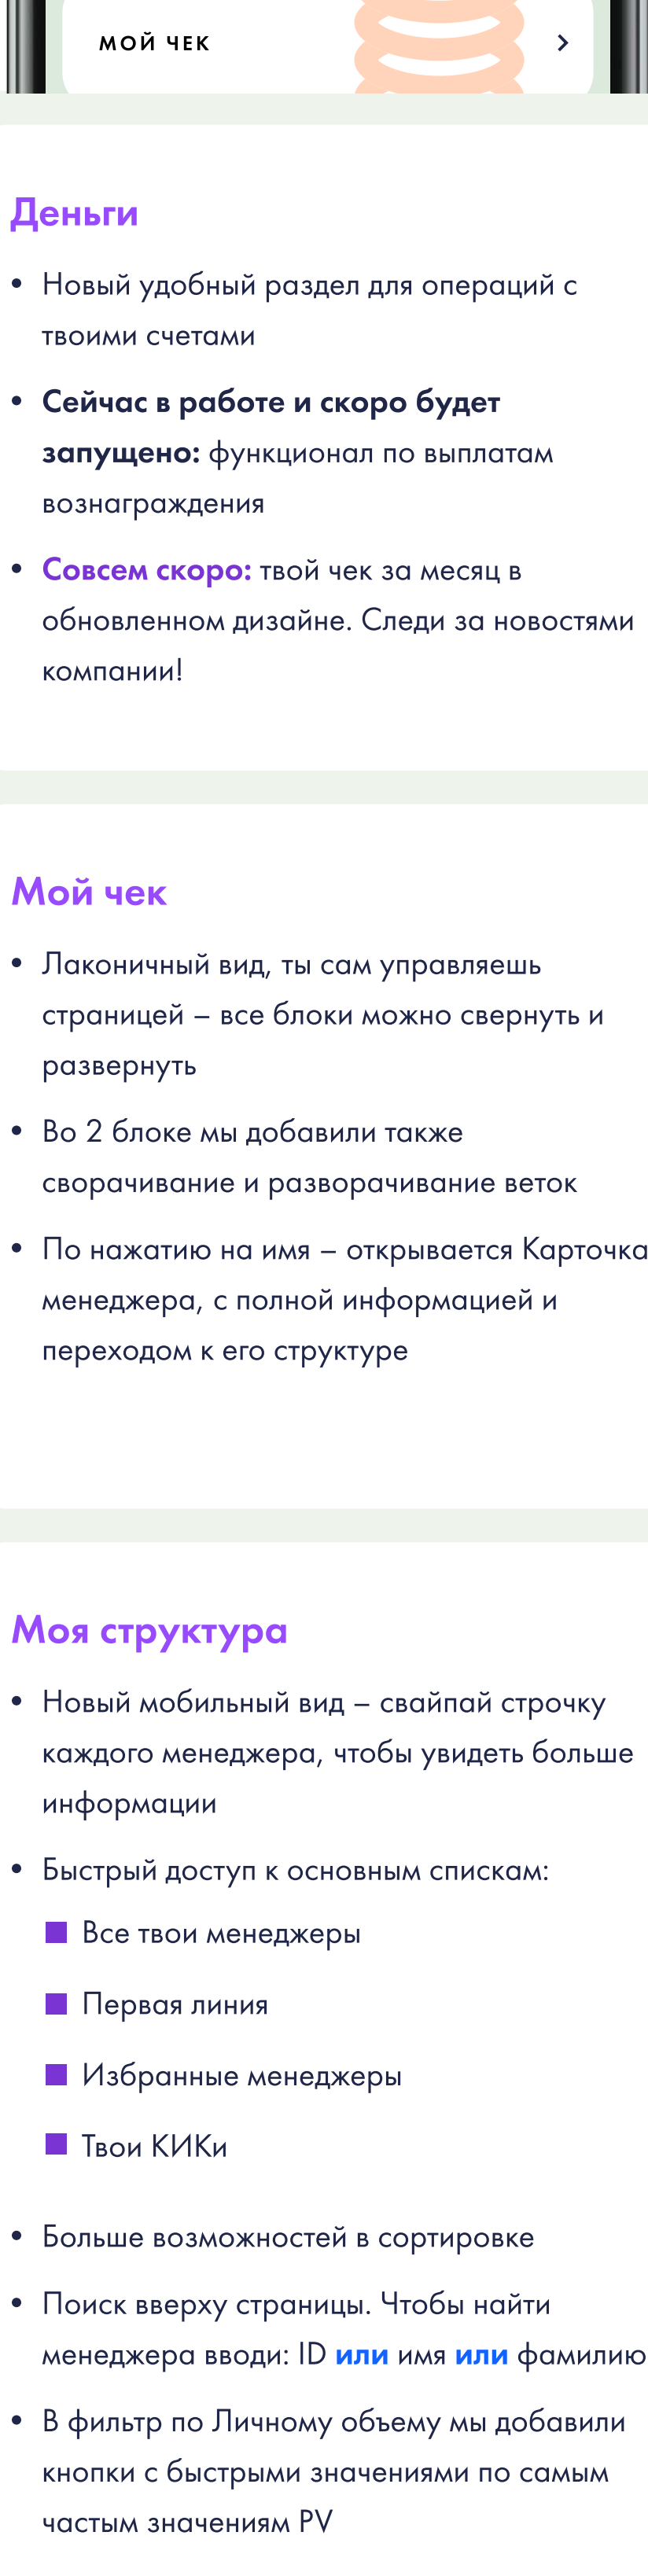 МОЙ ЧЕК
Деньги
• Новый удобный раздел для операций с
твоими счетами
• Сейчас в работе и скоро будет
запущено: функционал по выплатам
вознаграждения
• Совсем скоро: твой чек за месяц в
обновленном дизайне. Следи за новостями
компании!
Мой чек
• Лаконичный вид, ты сам управляешь
страницей – все блоки можно свернуть и
развернуть
• Во 2 блоке мы добавили также
сворачивание и разворачивание веток
• По нажатию на имя – открывается Карточка
менеджера, с полной информацией и
переходом к его структуре
Моя структура
• Новый мобильный вид – свайпай строчку
каждого менеджера, чтобы увидеть больше
информации
• Быстрый доступ к основным спискам:
■ Все твои менеджеры
■ Первая линия
■ Избранные менеджеры
■ Твои КИКи
• Больше возможностей в сортировке
• Поиск вверху страницы. Чтобы найти
менеджера вводи: ID или имя или фамилию
• В фильтр по Личному объему мы добавили
кнопки с быстрыми значениями по самым
частым значениям PV